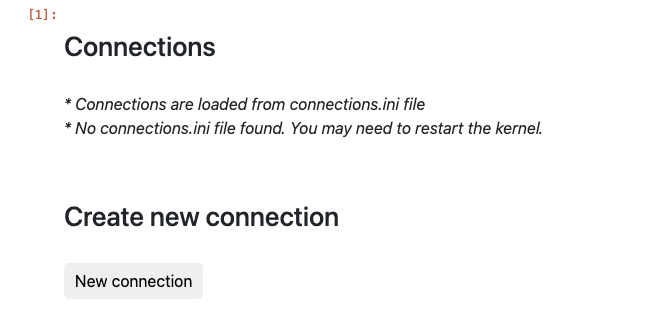 [1]:
Connections
* Connections are loaded from connections.ini file
* No connections.ini file found. You may need to restart the kernel.
Create new connection
New connection